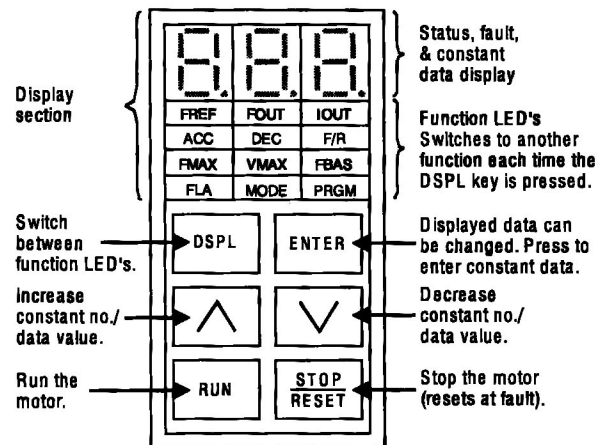 Display
section
Status, fault,
& constant
data display
FREF FOUT IOUT
ACC DEC F/R
FMAX VMAX FBAS
FLA MODE PRGM
Function LED's
Switches to another
function each time the
DSPL key is pressed.
Switch
between
function LED's.
DSPL
ENTER
Displayed data can
be changed. Press to
enter constant data.
Increase
constant no./
data value.
Decrease
constant no./
data value.
Run the
motor.
RUN
STOP
RESET
Stop the motor
(resets at fault).